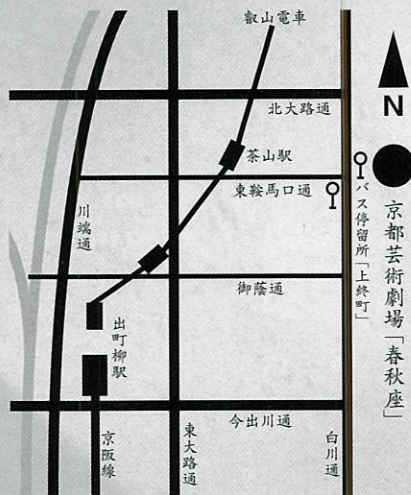 叡山電車
北大路通
N
茶山駅
東鞍馬口通
バス停留所「上終町」
京都芸術劇場「春秋座」
川端通
御蔭通
出町柳駅
今出川通
京阪線
東大路通
白川通